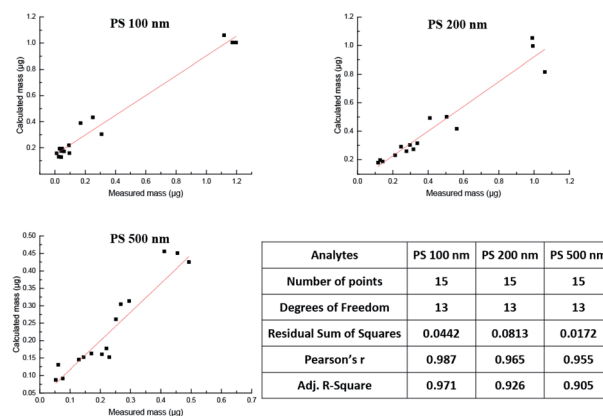 PS 100 nm
1.2
1.0
0.8
0.6
0.4
0.2
Calculated mass (µg)
0.0 0.2 0.4 0.6 0.8 1.0 1.2
Measured mass (µg)
PS 200 nm
1.2
1.0
0.8
0.6
0.4
0.2
Calculated mass (µg)
0.0 0.2 0.4 0.6 0.8 1.0 1.2
Measured mass (µg)
PS 500 nm
0.50
0.45
0.40
0.35
0.30
0.25
0.20
0.15
0.10
0.05
Calculated mass (µg)
0.0 0.1 0.2 0.3 0.4 0.5 0.6 0.7
Measured mass (µg)
Analytes PS 100 nm PS 200 nm PS 500 nm
Number of points 15 15 15
Degrees of Freedom 13 13 13
Residual Sum of Squares 0.0442 0.0813 0.0172
Pearson's r 0.987 0.965 0.955
Adj. R-Square 0.971 0.926 0.905